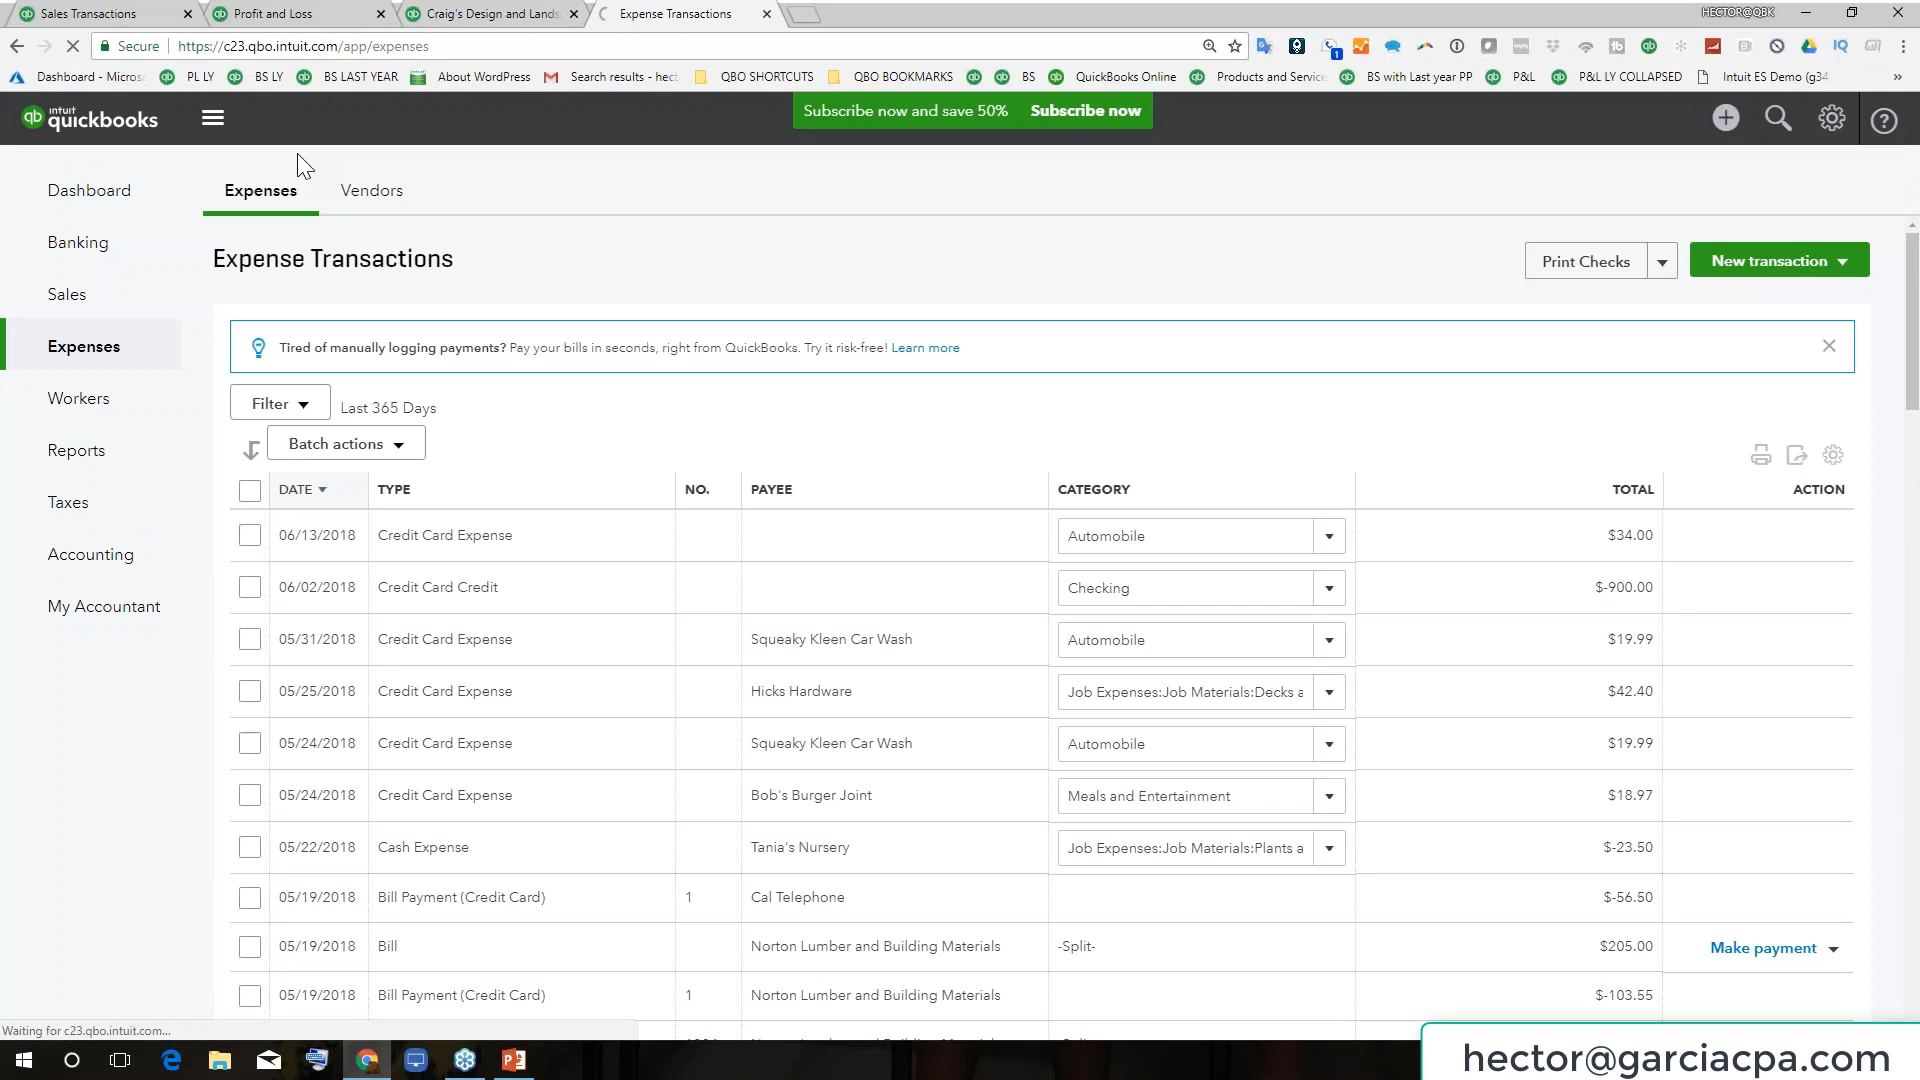 Sales Transactions
Profit and Loss
Craig's Design and Lands
Expense Transactions
HECTOR@QBK
Secure
https://c23.qbo.intuit.com/app/expenses
Dashboard - Micros
PL LY
BS LY
BS LAST YEAR
About WordPress
Search results - hect
QBO SHORTCUTS
QBO BOOKMARKS
BS
QuickBooks Online
Products and Service
BS with Last year PP
P&L
P&L LY COLLAPSED
Intuit ES Demo (g34
intuit
quickbooks
Subscribe now and save 50% Subscribe now
Dashboard
Banking
Sales
Expenses
Workers
Reports
Taxes
Accounting
My Accountant
Expenses Vendors
Expense Transactions
Print Checks
New transaction
Tired of manually logging payments? Pay your bills in seconds, right from QuickBooks. Try it risk-free! Learn more
Filter Last 365 Days
Batch actions
DATE TYPE NO. PAYEE CATEGORY TOTAL ACTION
06/13/2018 Credit Card Expense Automobile $34.00
06/02/2018 Credit Card Credit Checking $-900.00
05/31/2018 Credit Card Expense Squeaky Kleen Car Wash Automobile $19.99
05/25/2018 Credit Card Expense Hicks Hardware Job Expenses:Job Materials:Decks a $42.40
05/24/2018 Credit Card Expense Squeaky Kleen Car Wash Automobile $19.99
05/24/2018 Credit Card Expense Bob's Burger Joint Meals and Entertainment $18.97
05/22/2018 Cash Expense Tania's Nursery Job Expenses:Job Materials:Plants a $-23.50
05/19/2018 Bill Payment (Credit Card) 1 Cal Telephone $-56.50
05/19/2018 Bill Norton Lumber and Building Materials -Split- $205.00 Make payment
05/19/2018 Bill Payment (Credit Card) 1 Norton Lumber and Building Materials $-103.55
Waiting for c23.qbo.intuit.com...
hector@garciacpa.com